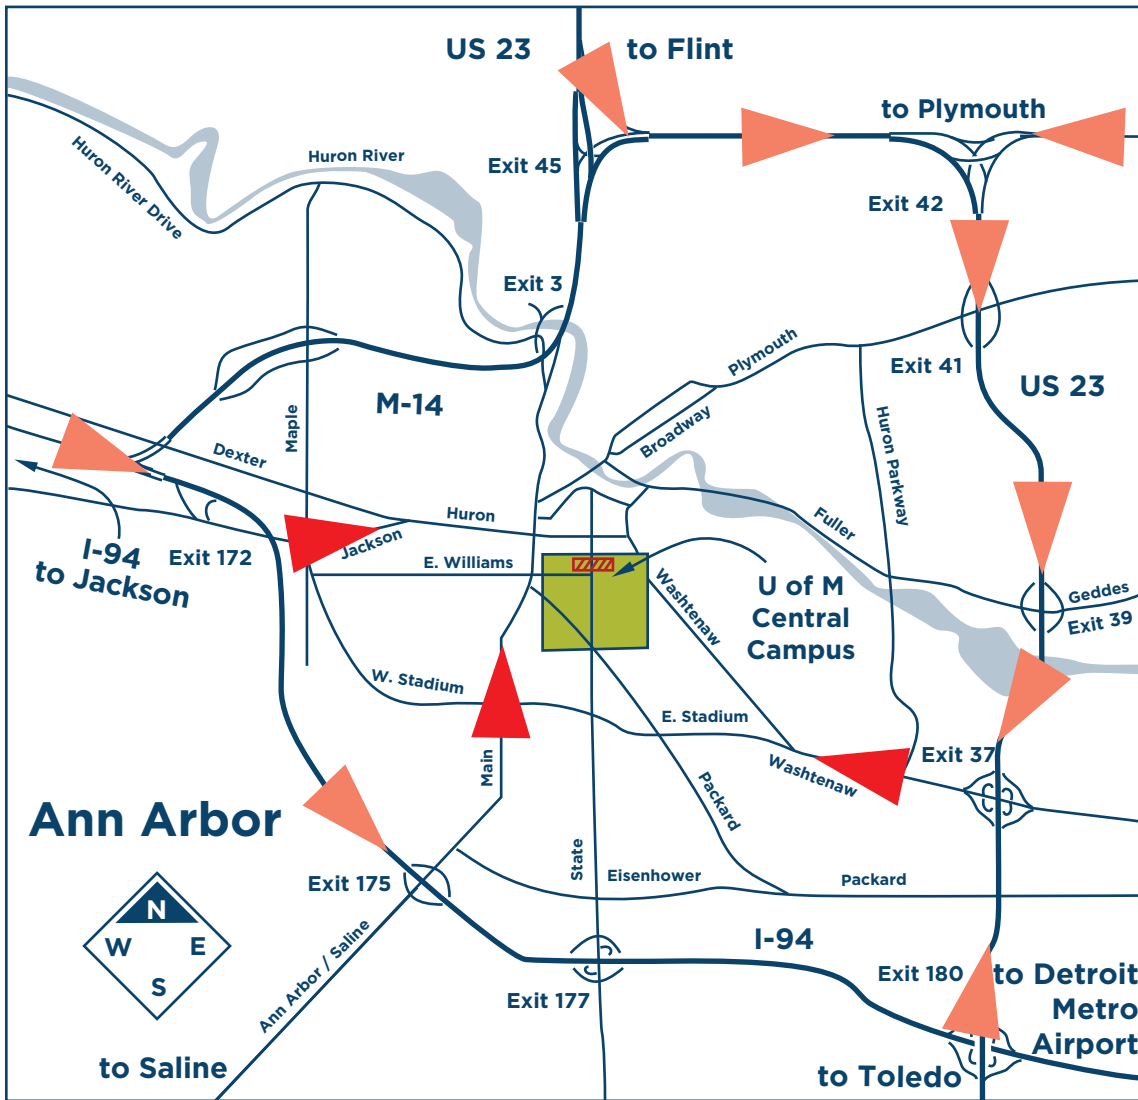 US 23
to Flint
to Plymouth
Huron River
Exit 45
Huron River Drive
Exit 42
Exit 3
Plymouth
Exit 41
US 23
M-14
Maple
Broadway
Huron Parkway
Dexter
Huron
Fuller
Jackson
I-94
to Jackson
Exit 172
E. Williams
Washtenaw
U of M
Central
Campus
Geddes
Exit 39
W. Stadium
E. Stadium
Main
Exit 37
Washtenaw
Packard
Ann Arbor
Exit 175
State
Eisenhower
Packard
N
W
E
S
Ann Arbor / Saline
I-94
Exit 180
to Detroit
Metro
Airport
Exit 177
to Saline
to Toledo